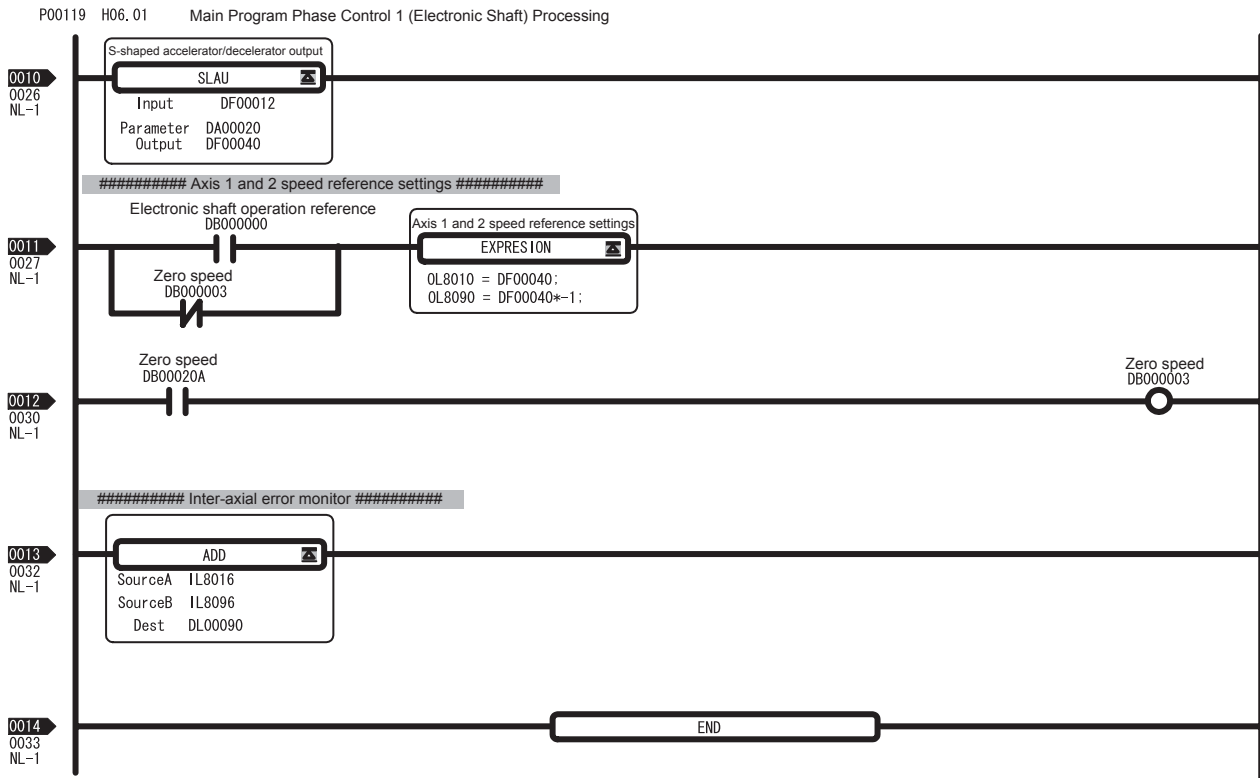 P00119 H06.01 Main Program Phase Control 1 (Electronic Shaft) Processing
S-shaped accelerator/decelerator output
0010
0026
NL-1
SLAU
Input DF00012
Parameter DA00020
Output DF00040
########## Axis 1 and 2 speed reference settings ##########
Electronic shaft operation reference
DB000000
Axis 1 and 2 speed reference settings
0011
0027
NL-1
EXPRESION
Zero speed
DB000003
OL8010 = DF00040;
OL8090 = DF00040*-1;
Zero speed
DB00020A
Zero speed
DB000003
0012
0030
NL-1
########## Inter-axial error monitor ##########
0013
0032
NL-1
ADD
SourceA IL8016
SourceB IL8096
Dest DL00090
0014
0033
NL-1
END